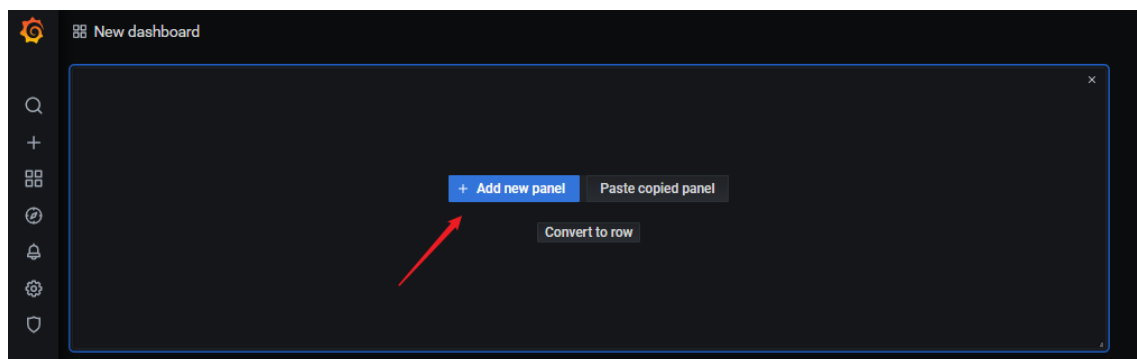 New dashboard
+ Add new panel
Paste copied panel
Convert to row